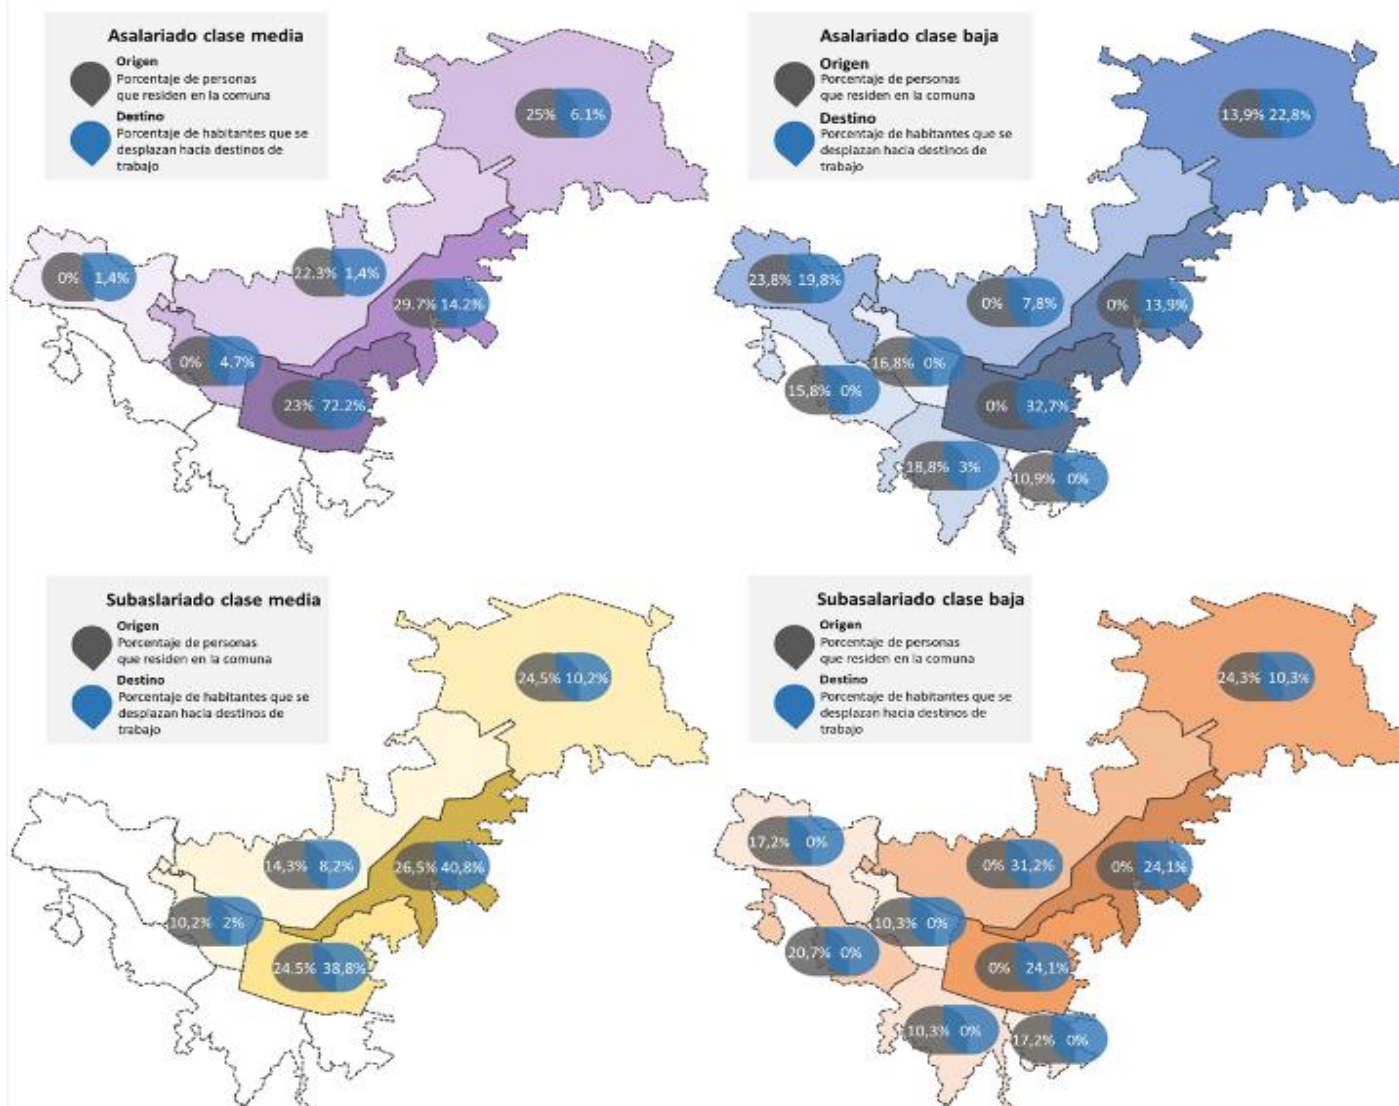 Asalariado clase media
Origen
Porcentaje de personas
que residen en la comuna
Destino
Porcentaje de habitantes que se
desplazan hacia destinos de
trabajo
25% 6.1%
0% 1,4%
22.3% 1,4%
29.7% 14.2%
0% 4.7%
23% 72.2%
Asalariado clase baja
Origen
Porcentaje de personas
que residen en la comuna
Destino
Porcentaje de habitantes que se
desplazan hacia destinos de
trabajo
13,9% 22,8%
23,8% 19,8%
0% 7,8%
0% 13,9%
16,8% 0%
15,8% 0%
0% 32,7%
18,8% 3%
10,9% 0%
Subaslariado clase media
Origen
Porcentaje de personas
que residen en la comuna
Destino
Porcentaje de habitantes que se
desplazan hacia destinos de
trabajo
24,5% 10,2%
14,3% 8,2%
26,5% 40,8%
10,2% 2%
24.5% 38,8%
Subasalariado clase baja
Origen
Porcentaje de personas
que residen en la comuna
Destino
Porcentaje de habitantes que se
desplazan hacia destinos de
trabajo
24,3% 10,3%
17,2% 0%
0% 31,2%
0% 24,1%
10,3% 0%
20,7% 0%
0% 24,1%
10,3% 0%
17,2% 0%